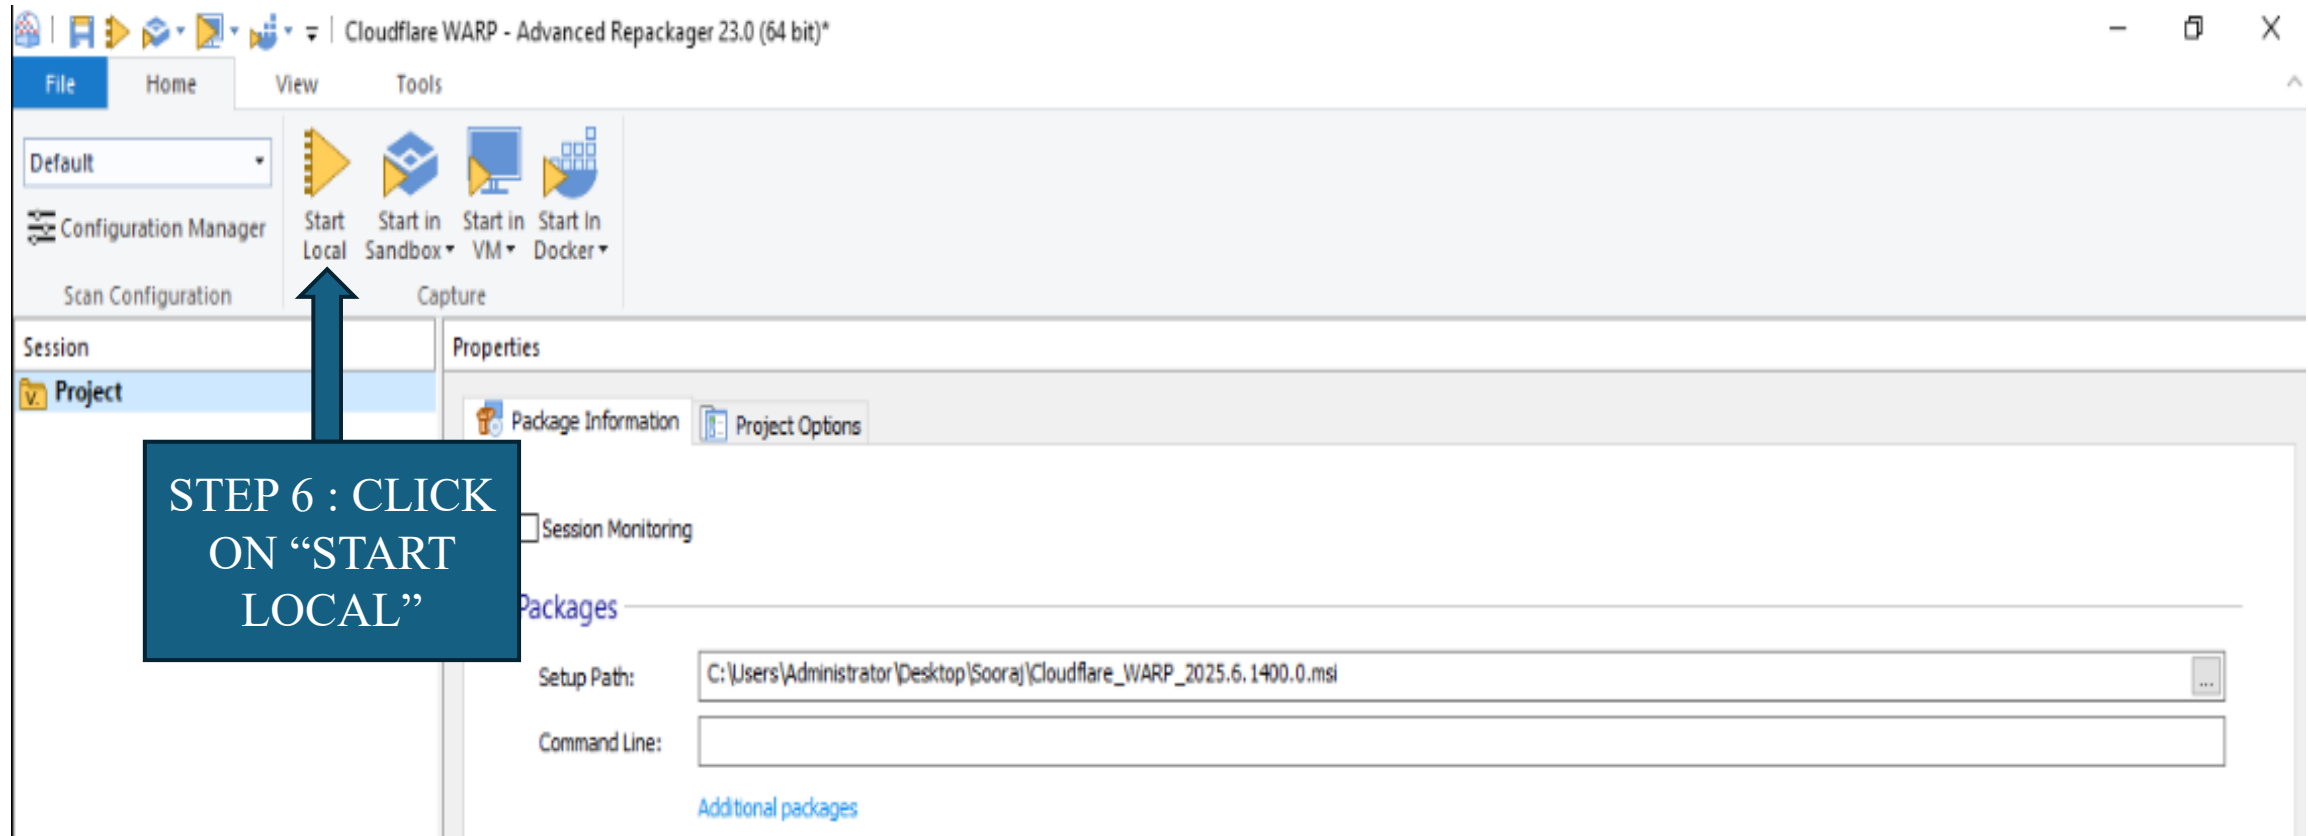 Cloudflare WARP - Advanced Repackager 23.0 (64 bit)*
File Home View Tools
Default
Configuration Manager
Scan Configuration
Start Local
Start in Sandbox
Start in VM
Start In Docker
Capture
Session
Project
Properties
Package Information
Project Options
STEP 6 : CLICK
ON “START
LOCAL”
Session Monitoring
Packages
Setup Path:
C:\Users\Administrator\Desktop\Sooraj\Cloudflare_WARP_2025.6.1400.0.msi
...
Command Line:
Additional packages